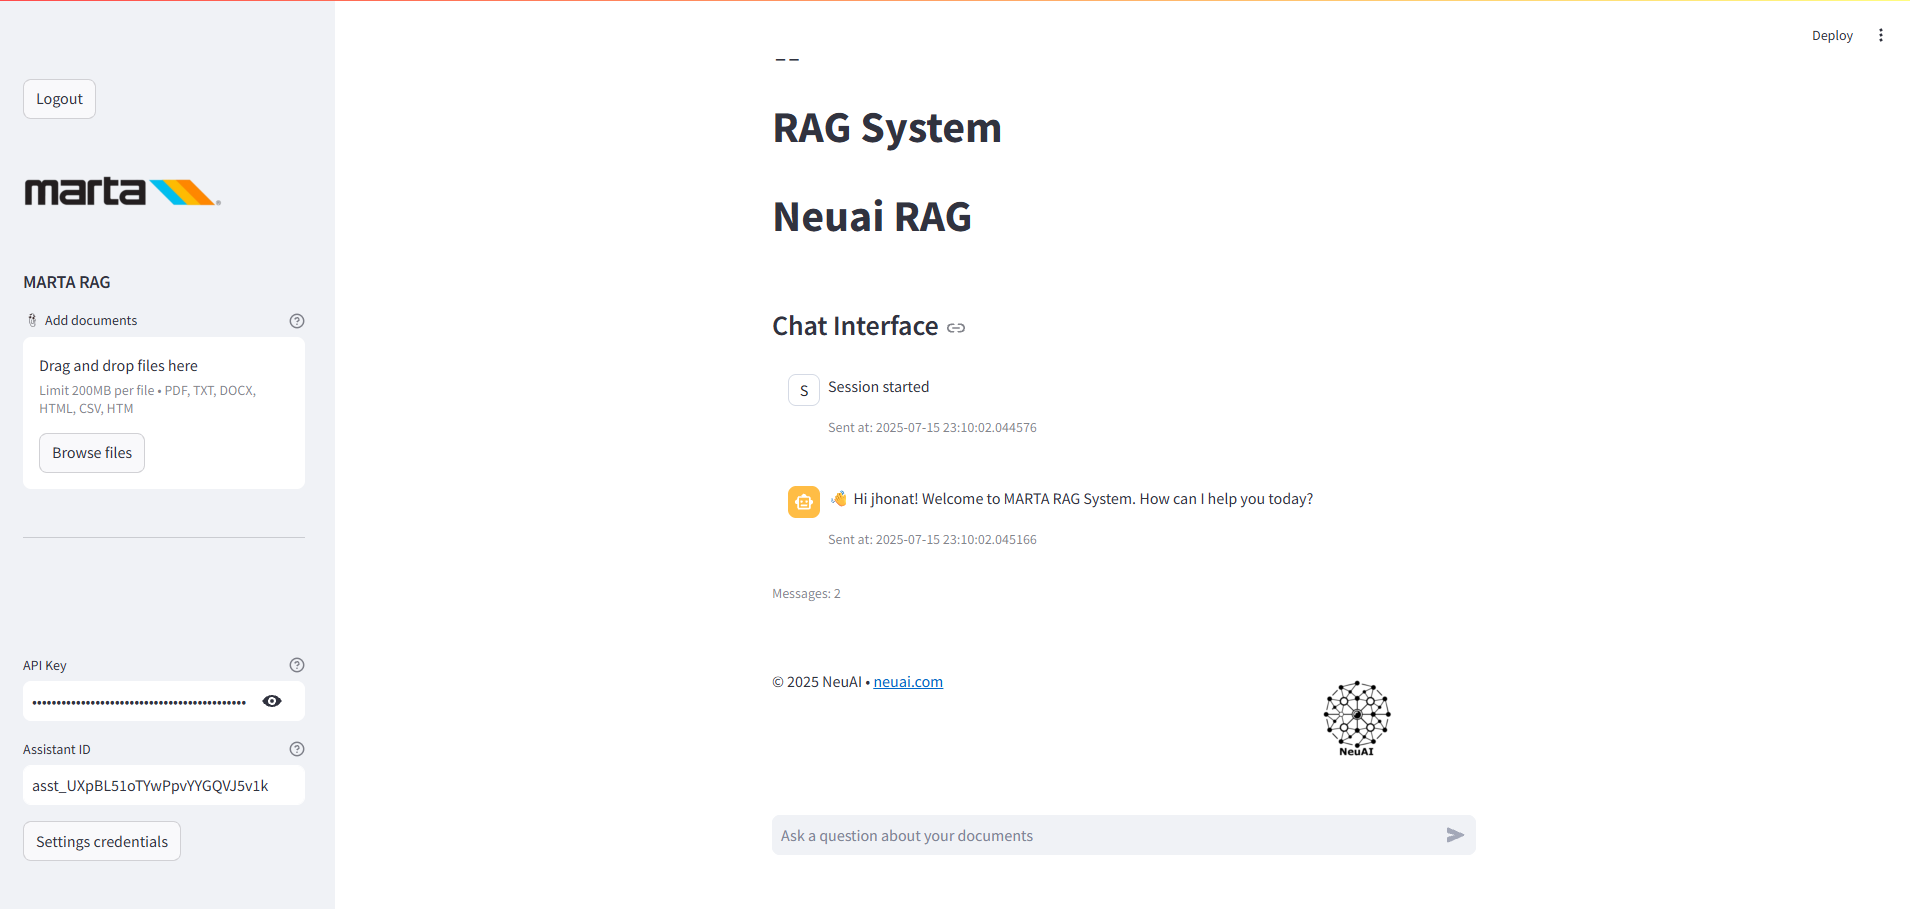 Deploy
Logout
marta
MARTA RAG
Add documents
Drag and drop files here
Limit 200MB per file • PDF, TXT, DOCX,
HTML, CSV, HTM
Browse files
API Key
••••••••••••••••••••••••••••••••••••••••••••
Assistant ID
asst_UXpBL51oTYwPpvYYGQVJ5v1k
Settings credentials
--
RAG System
Neuai RAG
Chat Interface
S
Session started
Sent at: 2025-07-15 23:10:02.044576
👋 Hi jhonat! Welcome to MARTA RAG System. How can I help you today?
Sent at: 2025-07-15 23:10:02.045166
Messages: 2
© 2025 NeuAI • neuai.com
NeuAI
Ask a question about your documents